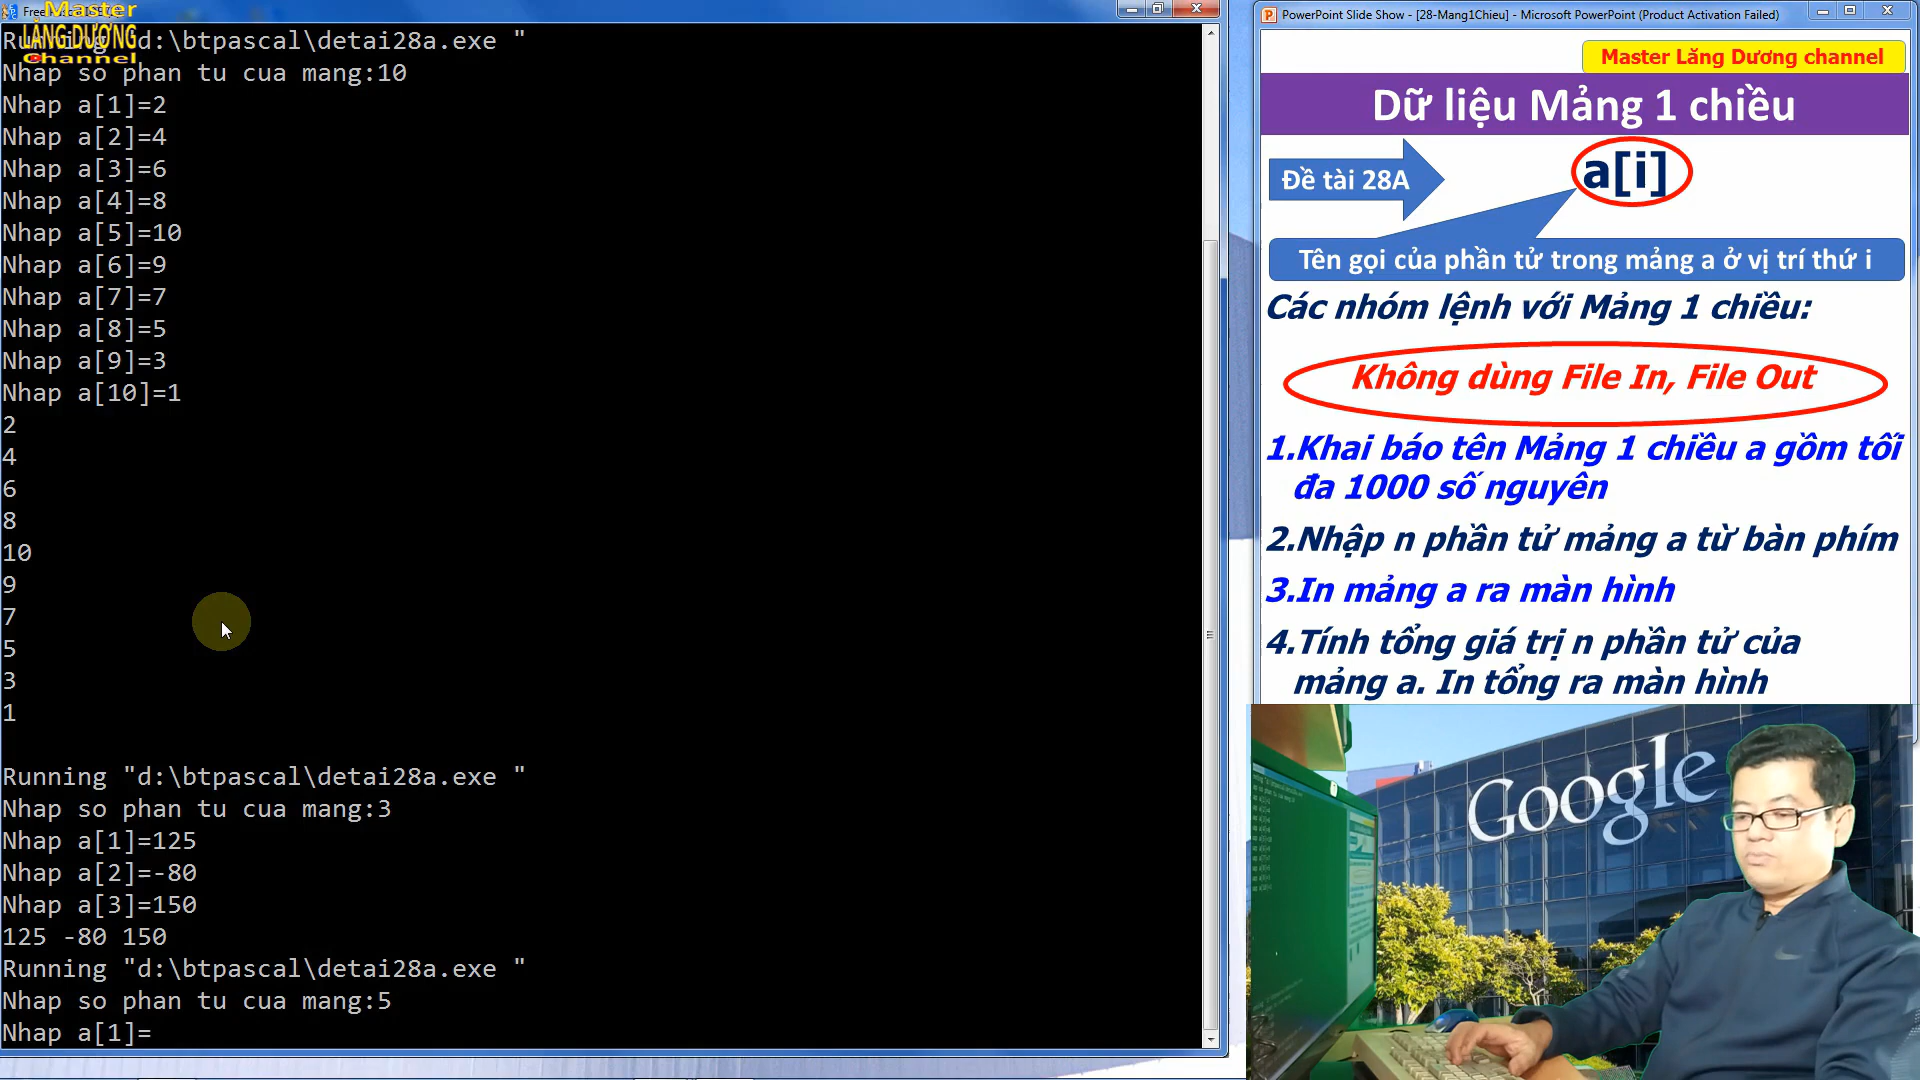 Master
LĂNG DƯƠNG
Channel
Running "d:\btpascal\detai28a.exe "
Nhap so phan tu cua mang:10
Nhap a[1]=2
Nhap a[2]=4
Nhap a[3]=6
Nhap a[4]=8
Nhap a[5]=10
Nhap a[6]=9
Nhap a[7]=7
Nhap a[8]=5
Nhap a[9]=3
Nhap a[10]=1
2
4
6
8
10
9
7
5
3
1
Running "d:\btpascal\detai28a.exe "
Nhap so phan tu cua mang:3
Nhap a[1]=125
Nhap a[2]=-80
Nhap a[3]=150
125 -80 150
Running "d:\btpascal\detai28a.exe "
Nhap so phan tu cua mang:5
Nhap a[1]=
PowerPoint Slide Show - [28-Mang1Chieu] - Microsoft PowerPoint (Product Activation Failed)
Master Lăng Dương channel
Dữ liệu Mảng 1 chiều
Đề tài 28A
a[i]
Tên gọi của phần tử trong mảng a ở vị trí thứ i
Các nhóm lệnh với Mảng 1 chiều:
Không dùng File In, File Out
1.Khai báo tên Mảng 1 chiều a gồm tối
đa 1000 số nguyên
2.Nhập n phần tử mảng a từ bàn phím
3.In mảng a ra màn hình
4.Tính tổng giá trị n phần tử của
mảng a. In tổng ra màn hình
Google